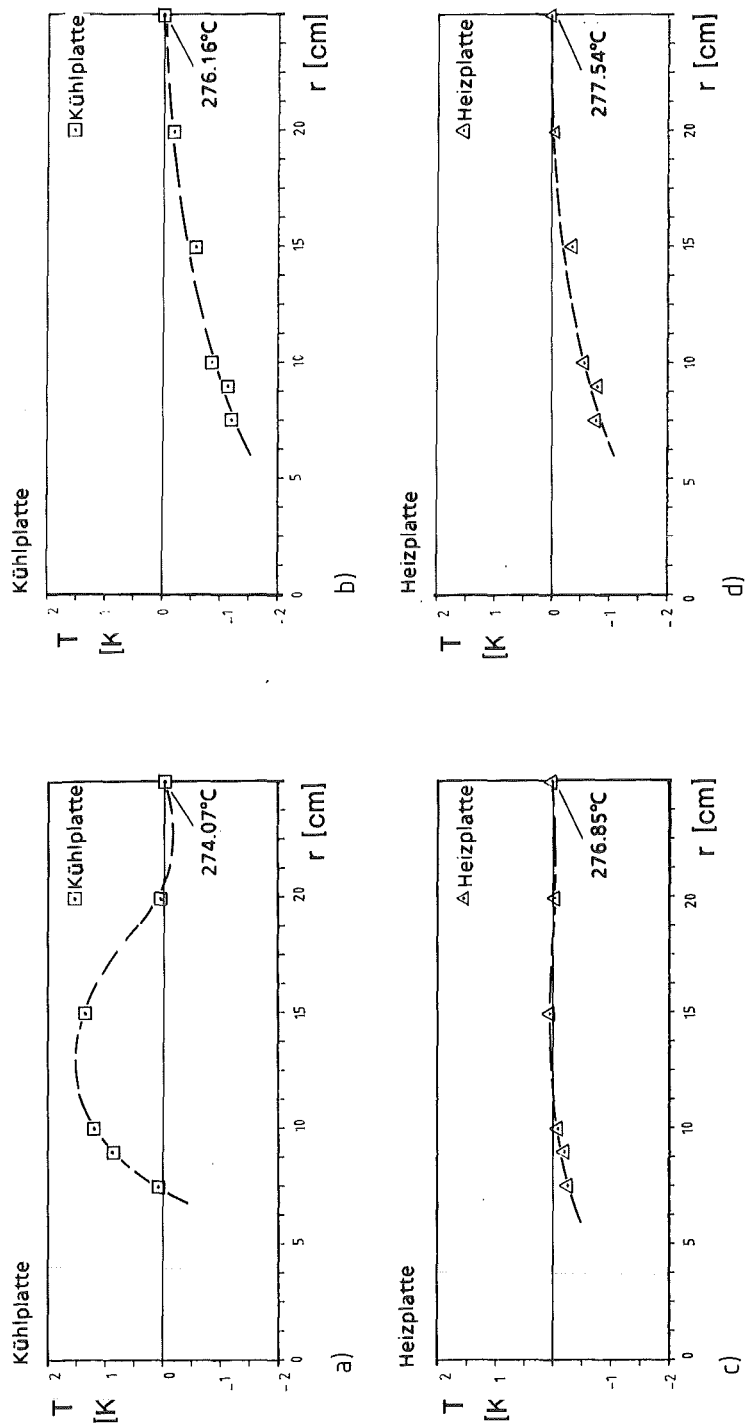 Kühlplatte
T
[K
2
1
0
-1
-2
Kühlplatte
274.07°C
0
5
10
15
20
r [cm]
a)
Kühlplatte
T
[K
2
1
0
-1
-2
Kühlplatte
276.16°C
0
5
10
15
20
r [cm]
b)
Heizplatte
T
[K
2
1
0
-1
-2
Heizplatte
276.85°C
0
5
10
15
20
r [cm]
c)
Heizplatte
T
[K
2
1
0
-1
-2
Heizplatte
277.54°C
0
5
10
15
20
r [cm]
d)